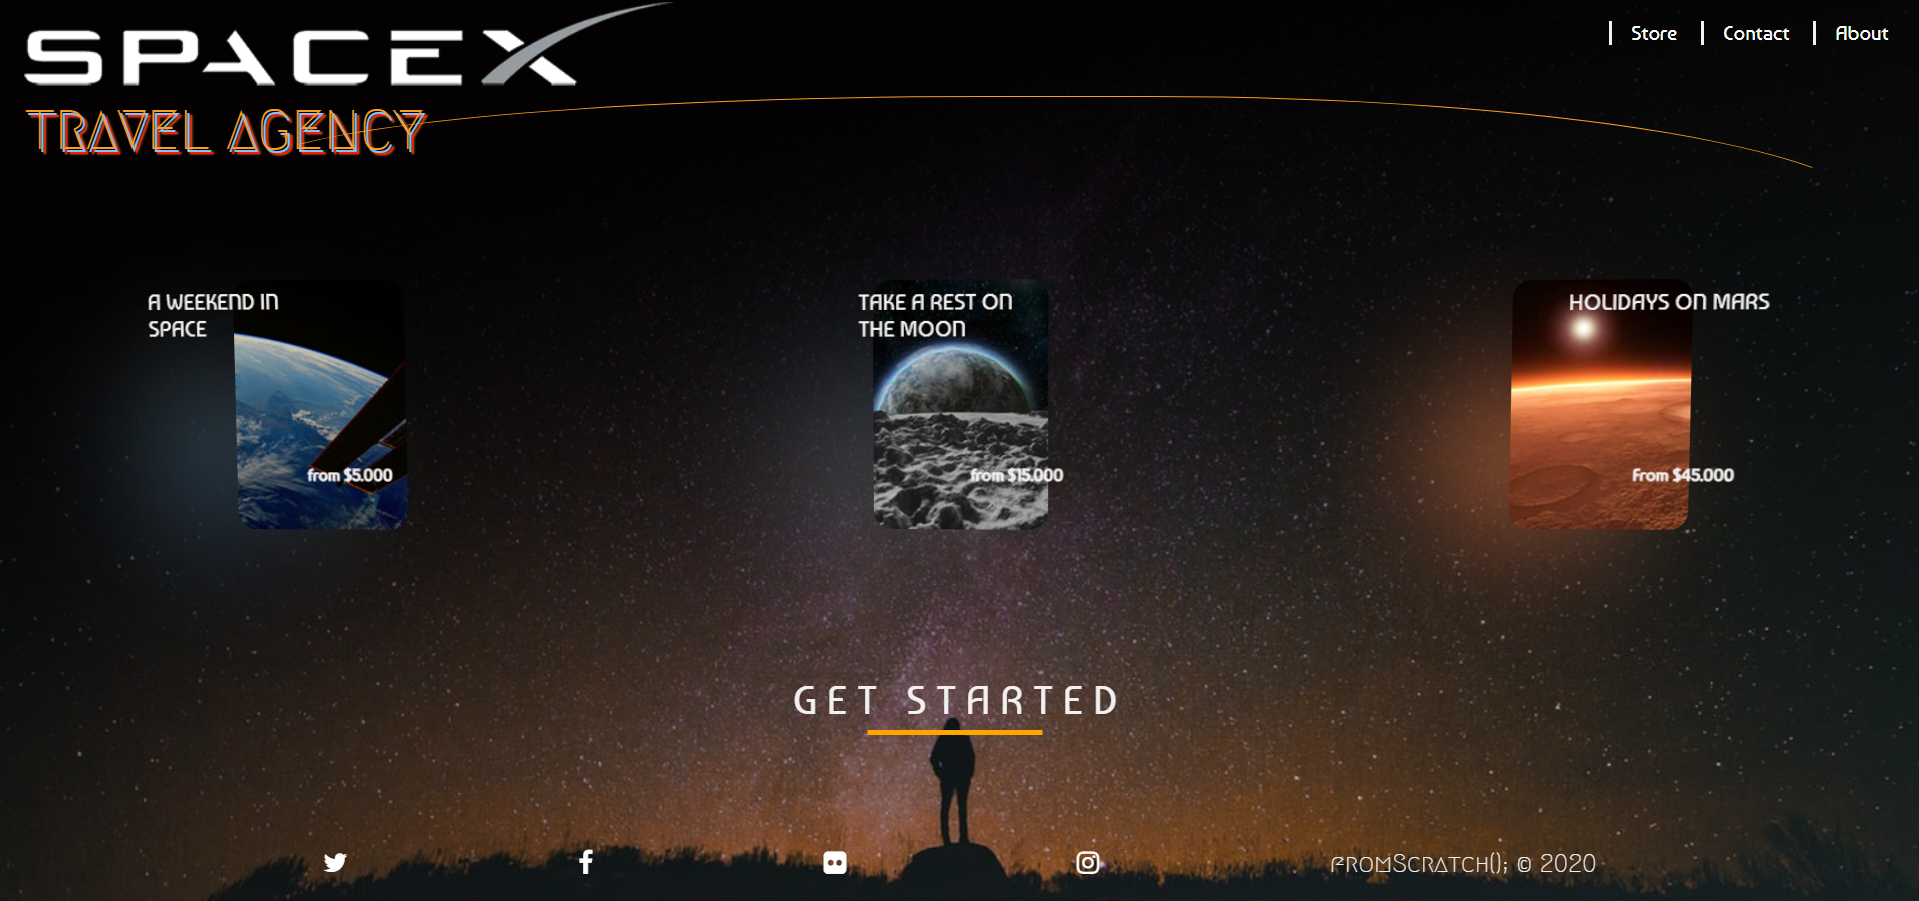 SPACEX
TRAVEL AGENCY
Store
Contact
About
A WEEKEND IN
SPACE
from $5.000
TAKE A REST ON
THE MOON
from $15.000
HOLIDAYS ON MARS
from $45.000
GET STARTED
FROMSCRATCH(); © 2020